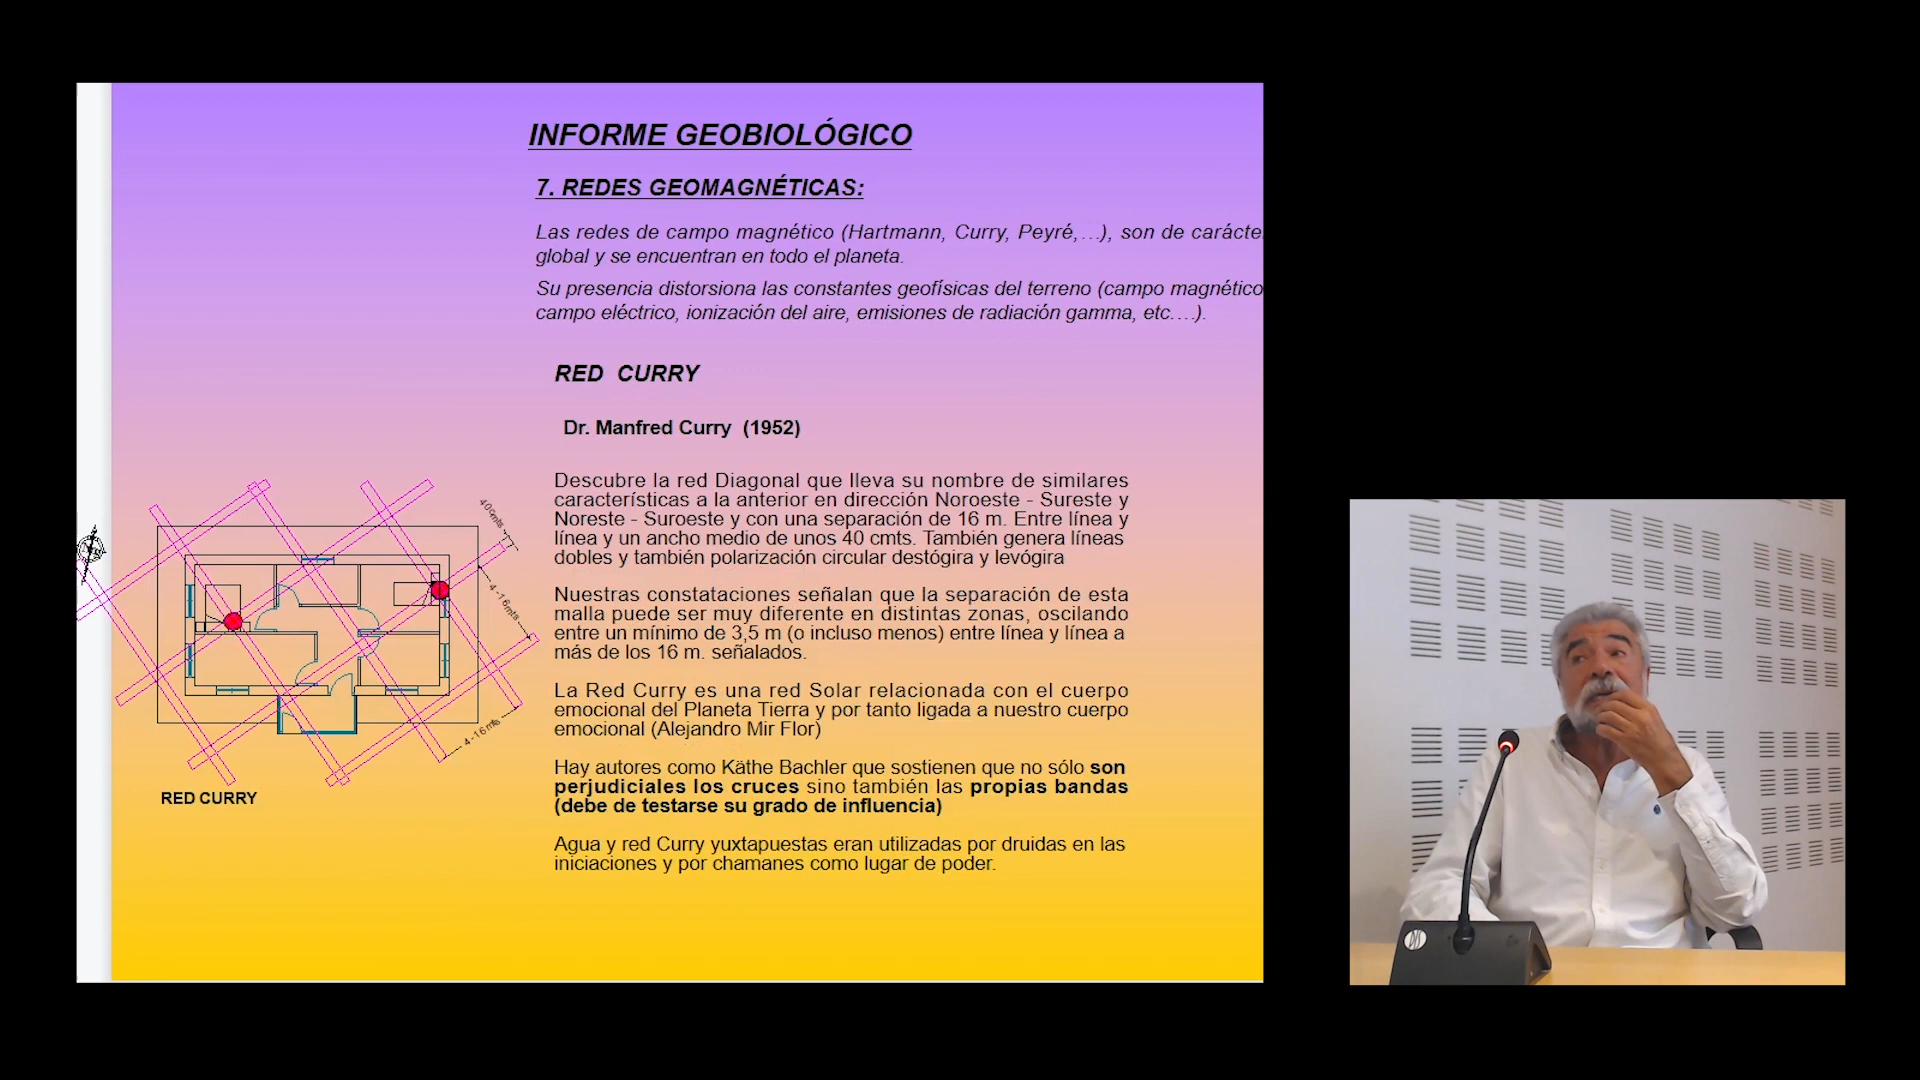 INFORME GEOBIOLÓGICO
7. REDES GEOMAGNÉTICAS:
Las redes de campo magnético (Hartmann, Curry, Peyré,…), son de carácte
global y se encuentran en todo el planeta.
Su presencia distorsiona las constantes geofísicas del terreno (campo magnético
campo eléctrico, ionización del aire, emisiones de radiación gamma, etc.…).
RED CURRY
Dr. Manfred Curry (1952)
Descubre la red Diagonal que lleva su nombre de similares
características a la anterior en dirección Noroeste - Sureste y
Noreste - Suroeste y con una separación de 16 m. Entre línea y
línea y un ancho medio de unos 40 cmts. También genera líneas
dobles y también polarización circular destógira y levógira
Nuestras constataciones señalan que la separación de esta
malla puede ser muy diferente en distintas zonas, oscilando
entre un mínimo de 3,5 m (o incluso menos) entre línea y línea a
más de los 16 m. señalados.
La Red Curry es una red Solar relacionada con el cuerpo
emocional del Planeta Tierra y por tanto ligada a nuestro cuerpo
emocional (Alejandro Mir Flor)
Hay autores como Käthe Bachler que sostienen que no sólo son
perjudiciales los cruces sino también las propias bandas
(debe de testarse su grado de influencia)
Agua y red Curry yuxtapuestas eran utilizadas por druidas en las
iniciaciones y por chamanes como lugar de poder.
40cmts
4-16mts
4-16mts
RED CURRY